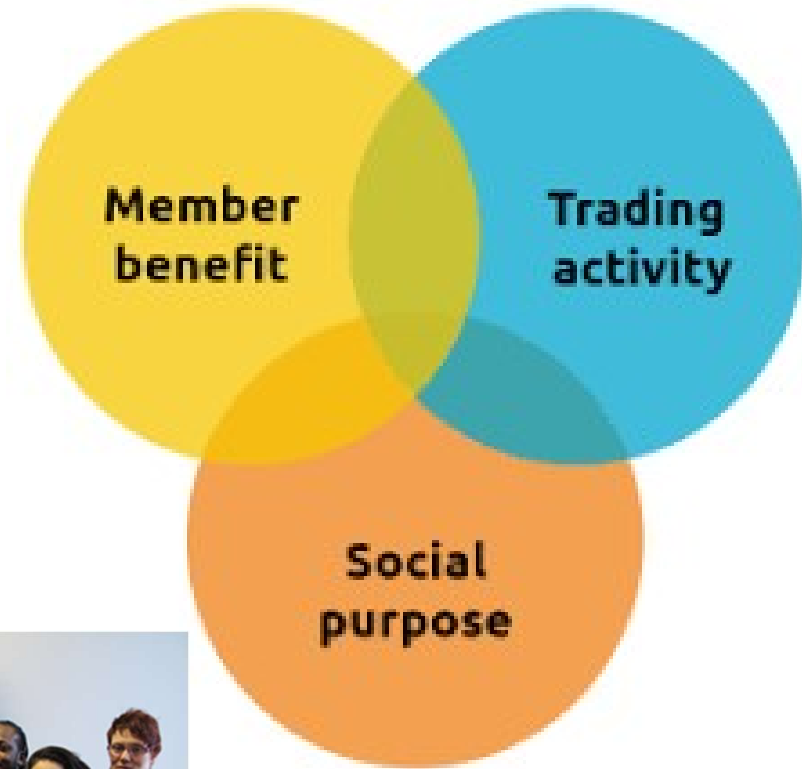 Member
benefit
Trading
activity
Social
purpose